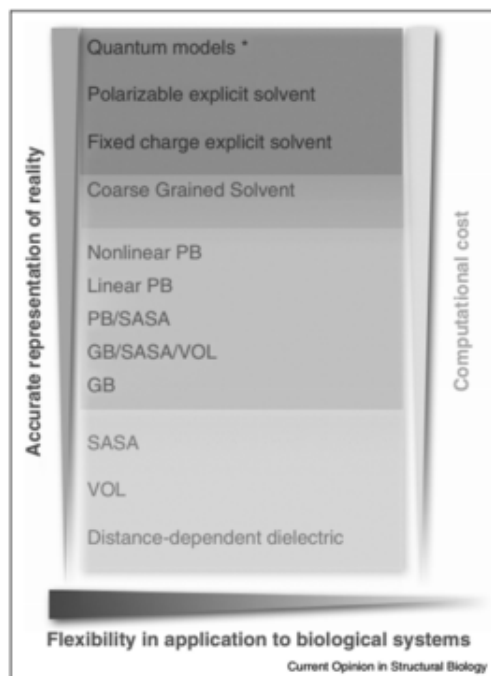 Quantum models *
Polarizable explicit solvent
Fixed charge explicit solvent
Coarse Grained Solvent
Nonlinear PB
Linear PB
PB/SASA
GB/SASA/VOL
GB
SASA
VOL
Distance-dependent dielectric
Accurate representation of reality
Computational cost
Flexibility in application to biological systems
Current Opinion in Structural Biology